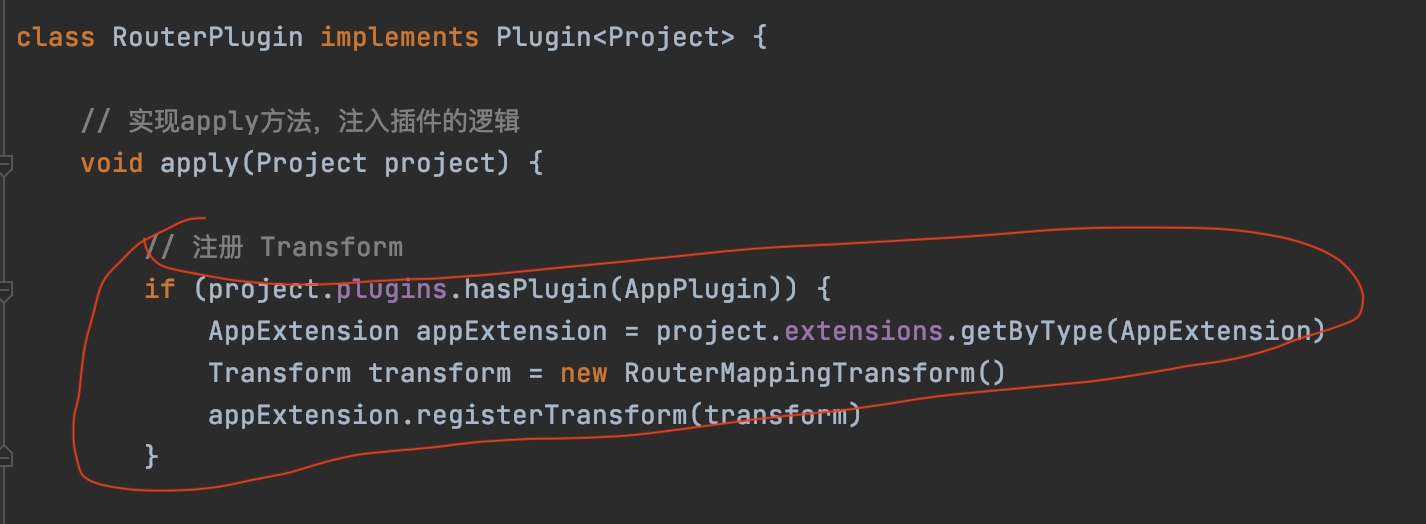 class RouterPlugin implements Plugin<Project> {
// 实现apply方法，注入插件的逻辑
void apply(Project project) {
// 注册 Transform
if (project.plugins.hasPlugin(AppPlugin)) {
AppExtension appExtension = project.extensions.getByType(AppExtension)
Transform transform = new RouterMappingTransform()
appExtension.registerTransform(transform)
}